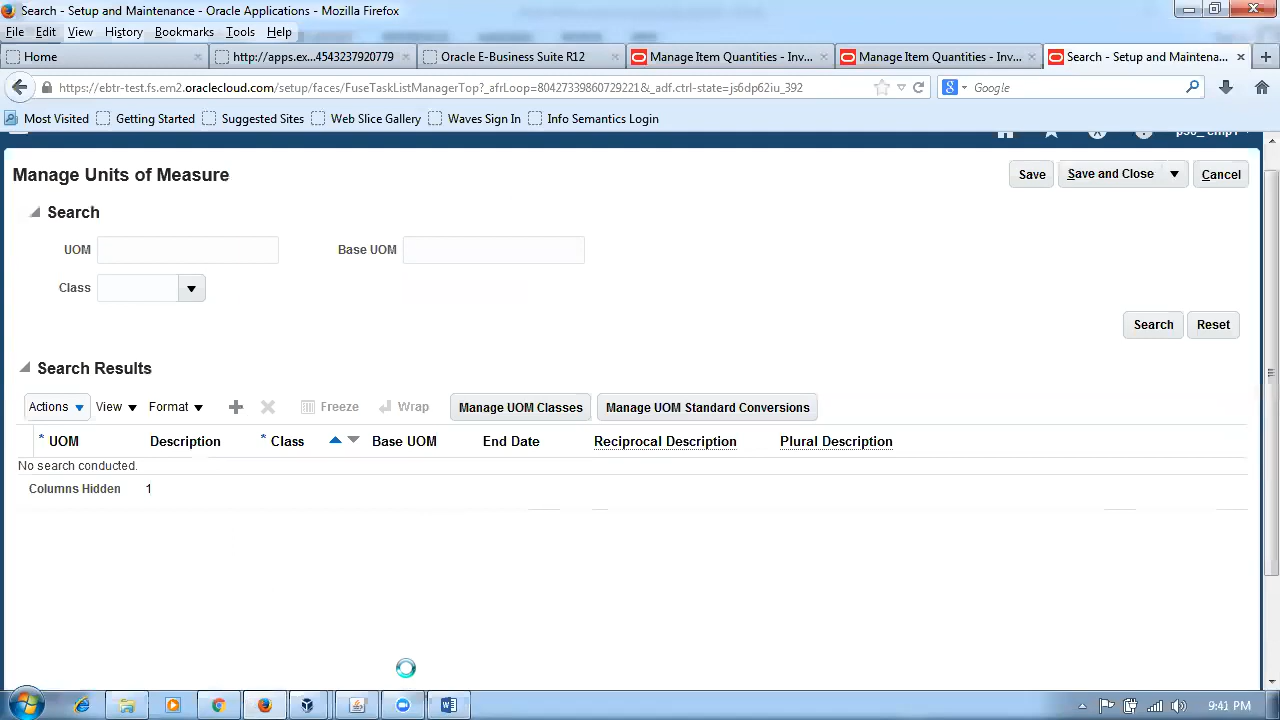 Search - Setup and Maintenance - Oracle Applications - Mozilla Firefox
File Edit View History Bookmarks Tools Help
Home
http://apps.ex...4543237920779
Oracle E-Business Suite R12
Manage Item Quantities - Inv...
Manage Item Quantities - Inv...
Search - Setup and Maintena...
https://ebtr-test.fs.em2.oraclecloud.com/setup/faces/FuseTaskListManagerTop?_afrLoop=80427339860729221&_adf.ctrl-state=js6dp62iu_392
Google
Most Visited Getting Started Suggested Sites Web Slice Gallery Waves Sign In Info Semantics Login
Manage Units of Measure
Save Save and Close Cancel
Search
UOM Base UOM
Class
Search Reset
Search Results
Actions View Format Freeze Wrap Manage UOM Classes Manage UOM Standard Conversions
* UOM Description * Class Base UOM End Date Reciprocal Description Plural Description
No search conducted.
Columns Hidden 1
9:41 PM